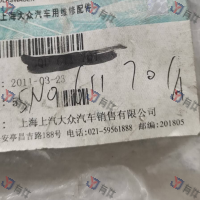 上海大众汽车用维修配件
: 2011-03-23
5N9 611 701
: 上海上汽大众汽车销售有限公司
安亭昌吉路188号 电话:021-59561888 邮编:201805